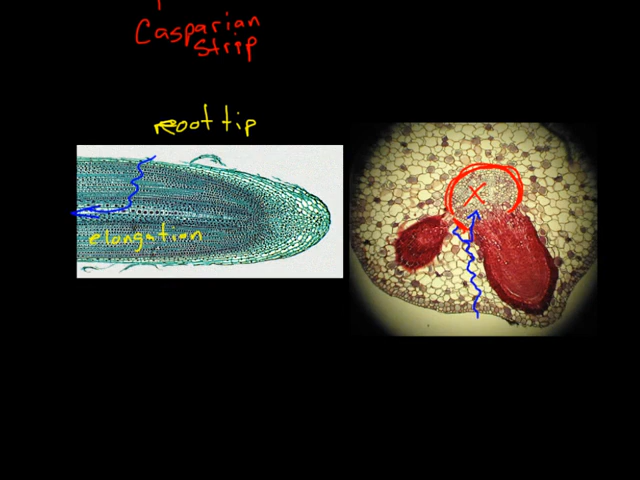 Casparian
strip
root tip
elongation
X